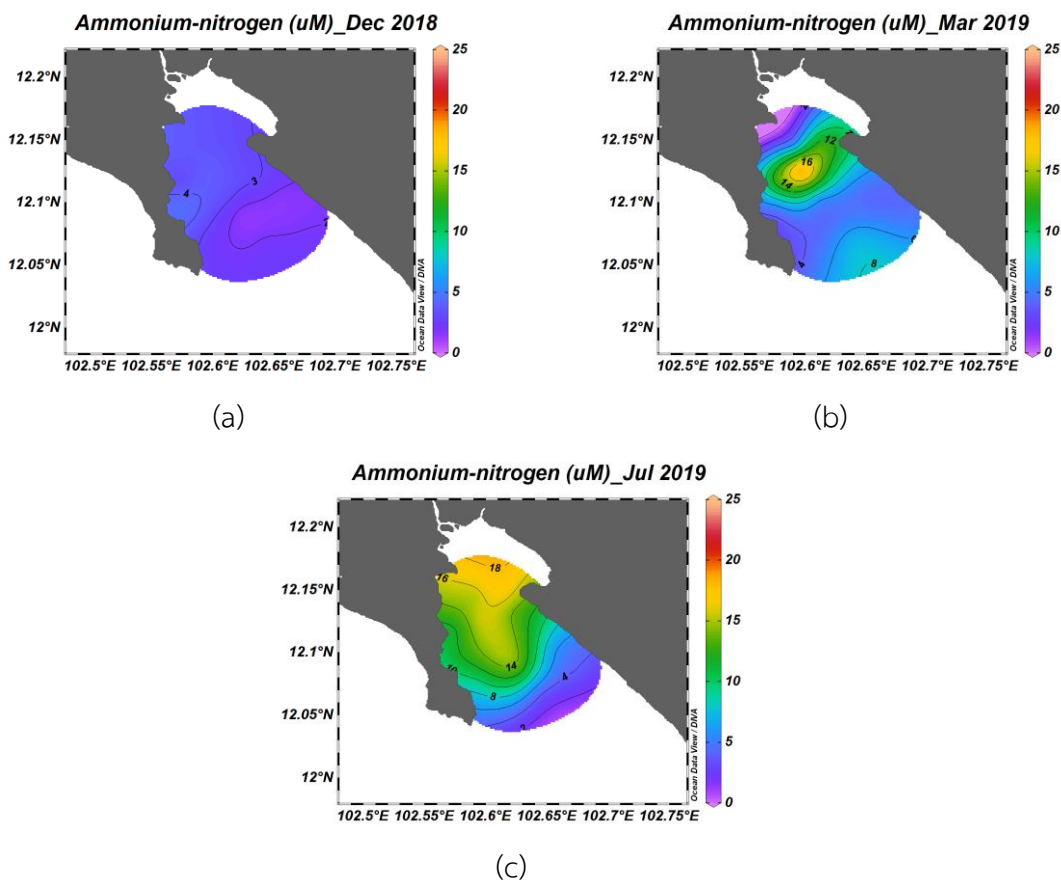 Ammonium-nitrogen (uM)_Dec 2018
25
20
15
10
5
0
12.2°N
12.15°N
12.1°N
12.05°N
12°N
4
3
Ocean Data View / DIVA
102.5°E 102.55°E 102.6°E 102.65°E 102.7°E 102.75°E
(a)
Ammonium-nitrogen (uM)_Mar 2019
25
20
15
10
5
0
12.2°N
12.15°N
12.1°N
12.05°N
12°N
12
16
14
4
8
Ocean Data View / DIVA
102.5°E 102.55°E 102.6°E 102.65°E 102.7°E 102.75°E
(b)
Ammonium-nitrogen (uM)_Jul 2019
25
20
15
10
5
0
12.2°N
12.15°N
12.1°N
12.05°N
12°N
18
16
14
10
8
4
Ocean Data View / DIVA
102.5°E 102.55°E 102.6°E 102.65°E 102.7°E 102.75°E
(c)